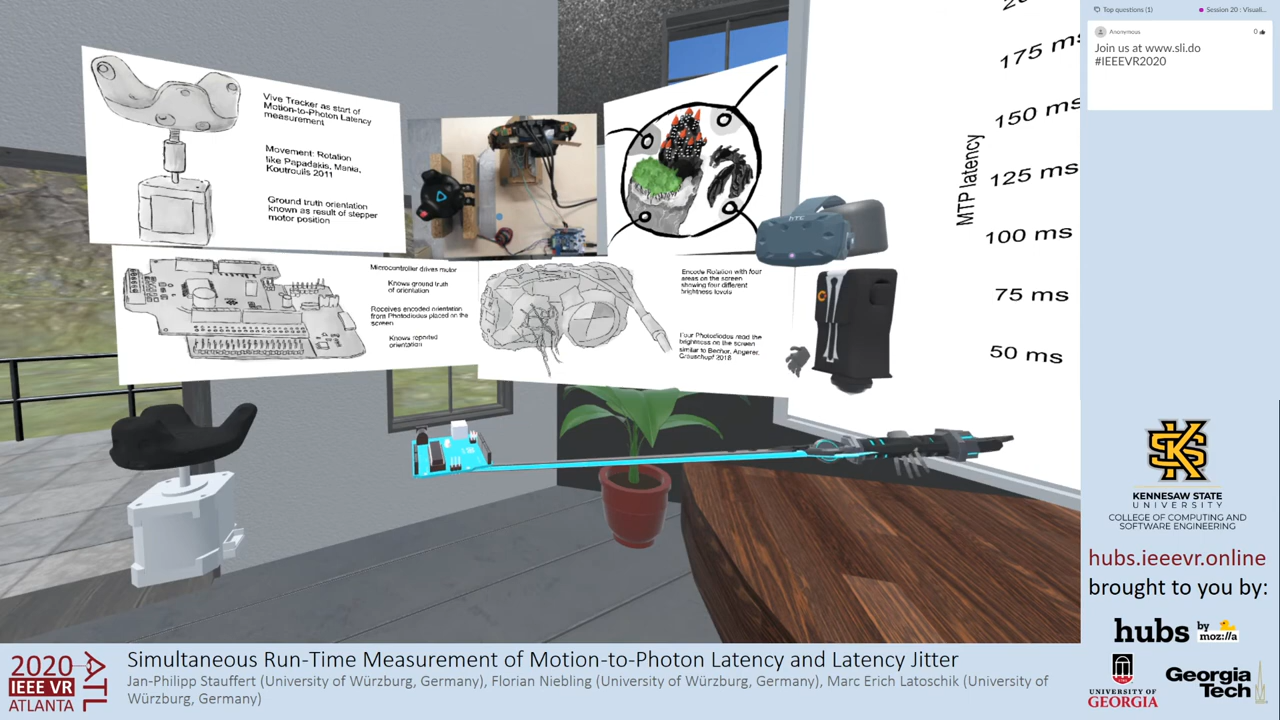 Vive Tracker as start of
Motion-to-Photon Latency
measurement
Movement: Rotation
like Papadakis, Mania,
Koutroulis 2011
Ground truth orientation
known as result of stepper
motor position
Microcontroller drives motor
Knows ground truth
of orientation
Receives encoded orientation
from Photodiodes placed on the
screen
Knows reported
orientation
Encode Rotation with four
areas on the screen
showing four different
brightness levels
Four Photodiodes read the
brightness on the screen
similar to Becher, Angerer,
Grauschopf 2018
hTC
MTP latency
175 ms
150 ms
125 ms
100 ms
75 ms
50 ms
Top questions (1)
Session 20 : Visuali...
Anonymous
0
Join us at www.sli.do
#IEEEVR2020
KS
KENNESAW STATE
UNIVERSITY
COLLEGE OF COMPUTING AND
SOFTWARE ENGINEERING
hubs.ieeevr.online
brought to you by:
hubs by
moz://a
UNIVERSITY OF
GEORGIA
Georgia
Tech
2020
IEEE VR
ATLANTA
ATL
Simultaneous Run-Time Measurement of Motion-to-Photon Latency and Latency Jitter
Jan-Philipp Stauffert (University of Würzburg, Germany), Florian Niebling (University of Würzburg, Germany), Marc Erich Latoschik (University of
Würzburg, Germany)